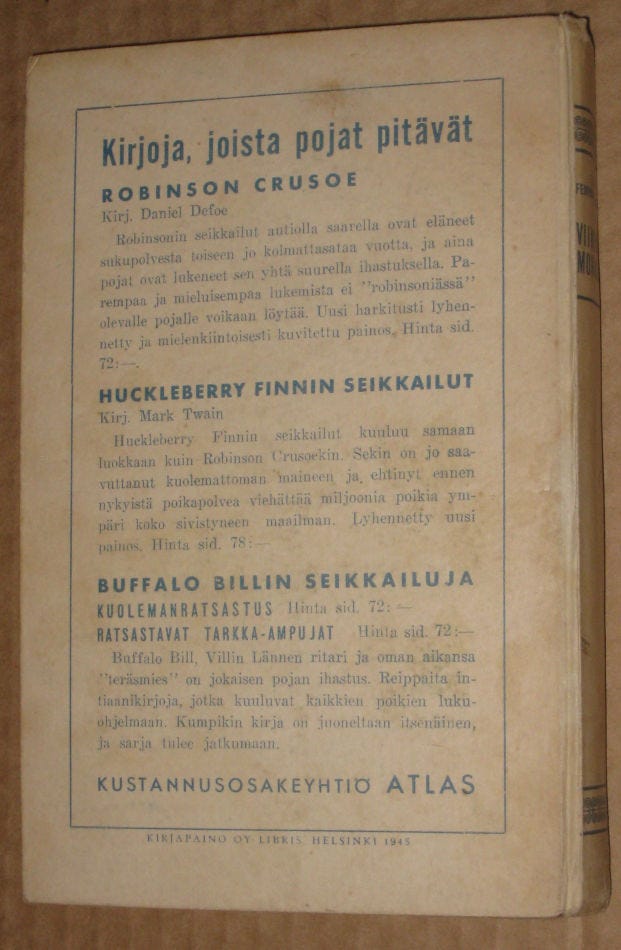 Kirjoja, joista pojat pitävät
ROBINSON CRUSOE
Kirj. Daniel Defoe
Robinsonin seikkailut autiolla saarella ovat eläneet
sukupolvesta toiseen jo kolmattasataa vuotta, ja aina
pojat ovat lukeneet sen yhtä suurella ihastuksella. Pa-
rempaa ja mieluisempaa lukemista ei ”robinsoniässä”
olevalle pojalle voikaan löytää. Uusi harkitusti lyhen-
netty ja mielenkiintoisesti kuvitettu painos. Hinta sid.
72:—.
HUCKLEBERRY FINNIN SEIKKAILUT
Kirj. Mark Twain
Huckleberry Finnin seikkailut kuuluu samaan
luokkaan kuin Robinson Crusoekin. Sekin on jo saa-
vuttanut kuolemattoman maineen ja ehtinyt ennen
nykyistä poikapolvea viehättää miljoonia poikia ym-
päri koko sivistyneen maailman. Lyhennetty uusi
painos. Hinta sid. 78:—
BUFFALO BILLIN SEIKKAILUJA
KUOLEMANRATSASTUS Hinta sid. 72:—
RATSASTAVAT TARKKA-AMPUJAT Hinta sid. 72:—
Buffalo Bill, Villin Lännen ritari ja oman aikansa
”teräsmies” on jokaisen pojan ihastus. Reippaita in-
tiaanikirjoja, jotka kuuluvat kaikkien poikien luku-
ohjelmaan. Kumpikin kirja on juoneltaan itsenäinen,
ja sarja tulee jatkumaan.
KUSTANNUSOSAKEYHTIÖ ATLAS
KIRJAPAINO OY LIBRIS, HELSINKI 1945